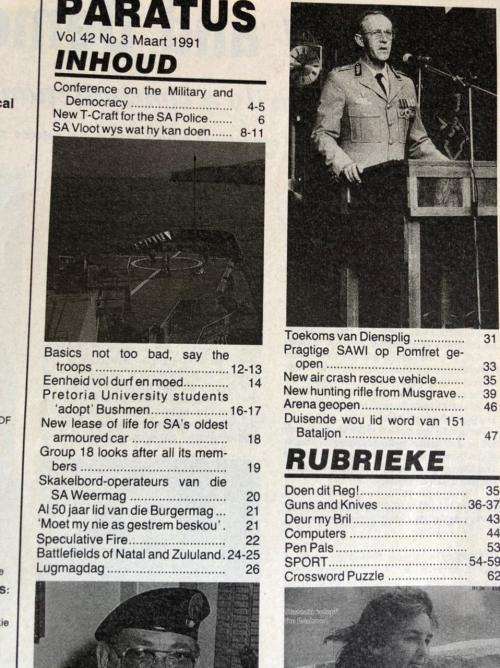 PARATUS
Vol 42 No 3 Maart 1991
INHOUD
Conference on the Military and
Democracy .......................... 4-5
New T-Craft for the SA Police...... 6
SA Vloot wys wat hy kan doen...... 8-11
Basics not too bad, say the
troops .................................. 12-13
Eenheid vol durf en moed........... 14
Pretoria University students
'adopt' Bushmen................... 16-17
New lease of life for SA's oldest
armoured car ....................... 18
Group 18 looks after all its mem-
bers .................................... 19
Skakelbord-operateurs van die
SA Weermag ....................... 20
Al 50 jaar lid van die Burgermag ... 21
'Moet my nie as gestrem beskou' . 21
Speculative Fire........................ 22
Battlefields of Natal and Zululand . 24-25
Lugmagdag .............................. 26
Toekoms van Diensplig .............. 31
Pragtige SAWI op Pomfret ge-
open .................................... 33
New air crash rescue vehicle....... 35
New hunting rifle from Musgrave.. 39
Arena geopen........................... 46
Duisende wou lid word van 151
Bataljon ............................... 47
RUBRIEKE
Doen dit Reg!........................... 35
Guns and Knives ...................... 36-37
Deur my Bril ............................ 43
Computers .............................. 44
Pen Pals ................................. 53
SPORT.................................... 54-59
Crossword Puzzle ..................... 62
cal
OF
S: